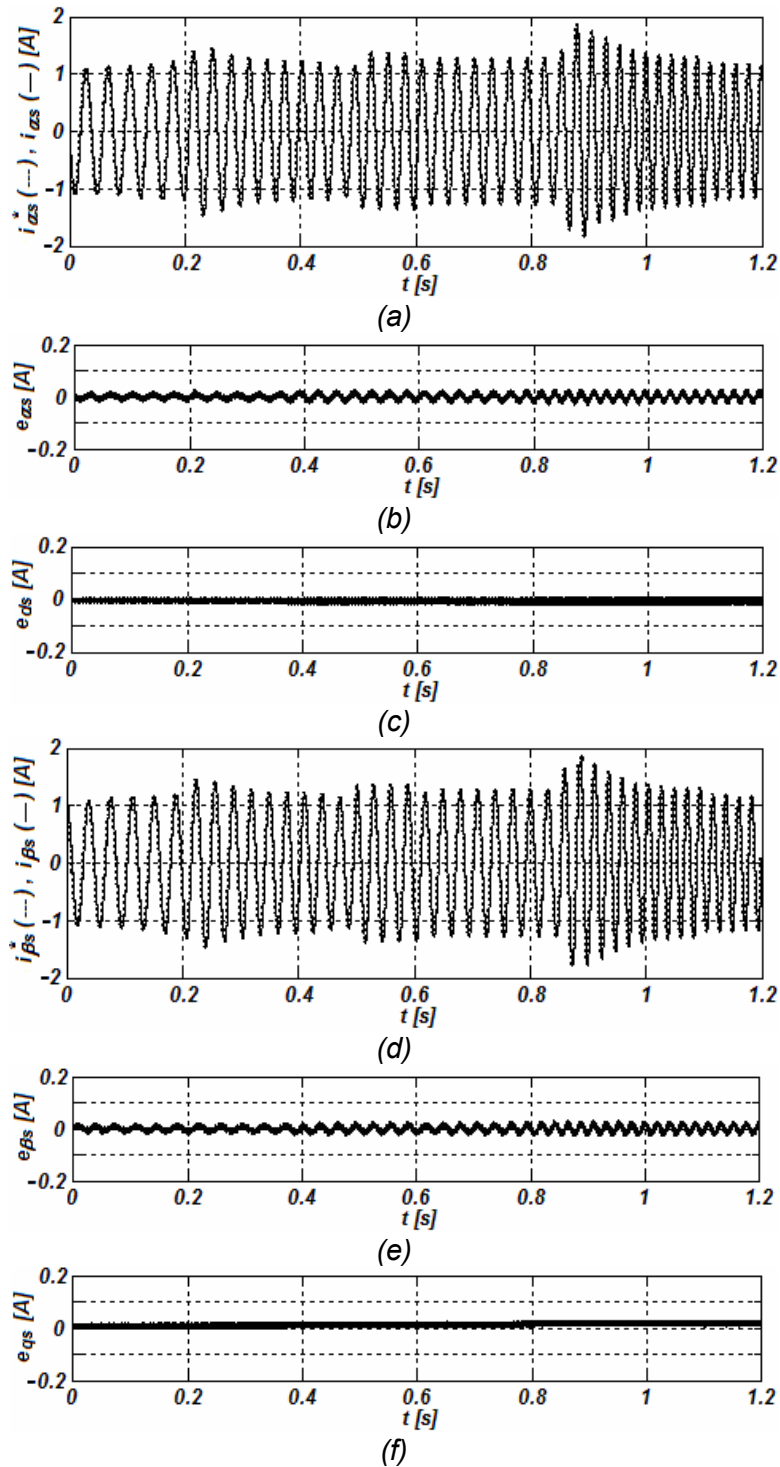 i*αs (---), iαs (—) [A]
2
1
0
-1
-2
0 0.2 0.4 0.6 0.8 1 1.2
t [s]
(a)
eαs [A]
0.2
0
-0.2
0 0.2 0.4 0.6 0.8 1 1.2
t [s]
(b)
eds [A]
0.2
0
-0.2
0 0.2 0.4 0.6 0.8 1 1.2
t [s]
(c)
i*βs (---), iβs (—) [A]
2
1
0
-1
-2
0 0.2 0.4 0.6 0.8 1 1.2
t [s]
(d)
eβs [A]
0.2
0
-0.2
0 0.2 0.4 0.6 0.8 1 1.2
t [s]
(e)
eqs [A]
0.2
0
-0.2
0 0.2 0.4 0.6 0.8 1 1.2
t [s]
(f)